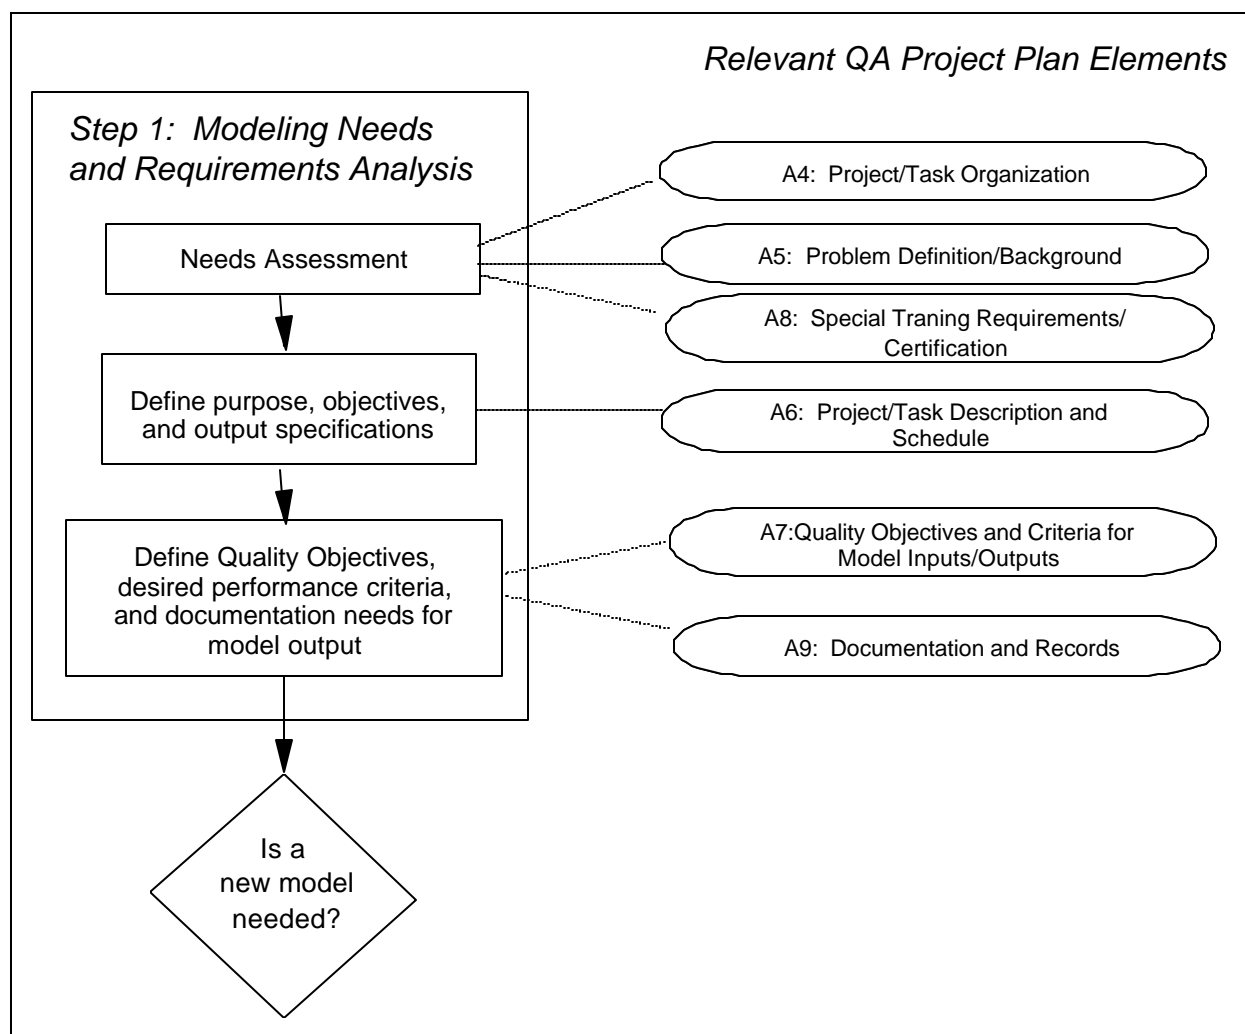 Relevant QA Project Plan Elements
Step 1: Modeling Needs
and Requirements Analysis
Needs Assessment
Define purpose, objectives,
and output specifications
Define Quality Objectives,
desired performance criteria,
and documentation needs for
model output
Is a
new model
needed?
A4: Project/Task Organization
A5: Problem Definition/Background
A8: Special Traning Requirements/
Certification
A6: Project/Task Description and
Schedule
A7:Quality Objectives and Criteria for
Model Inputs/Outputs
A9: Documentation and Records